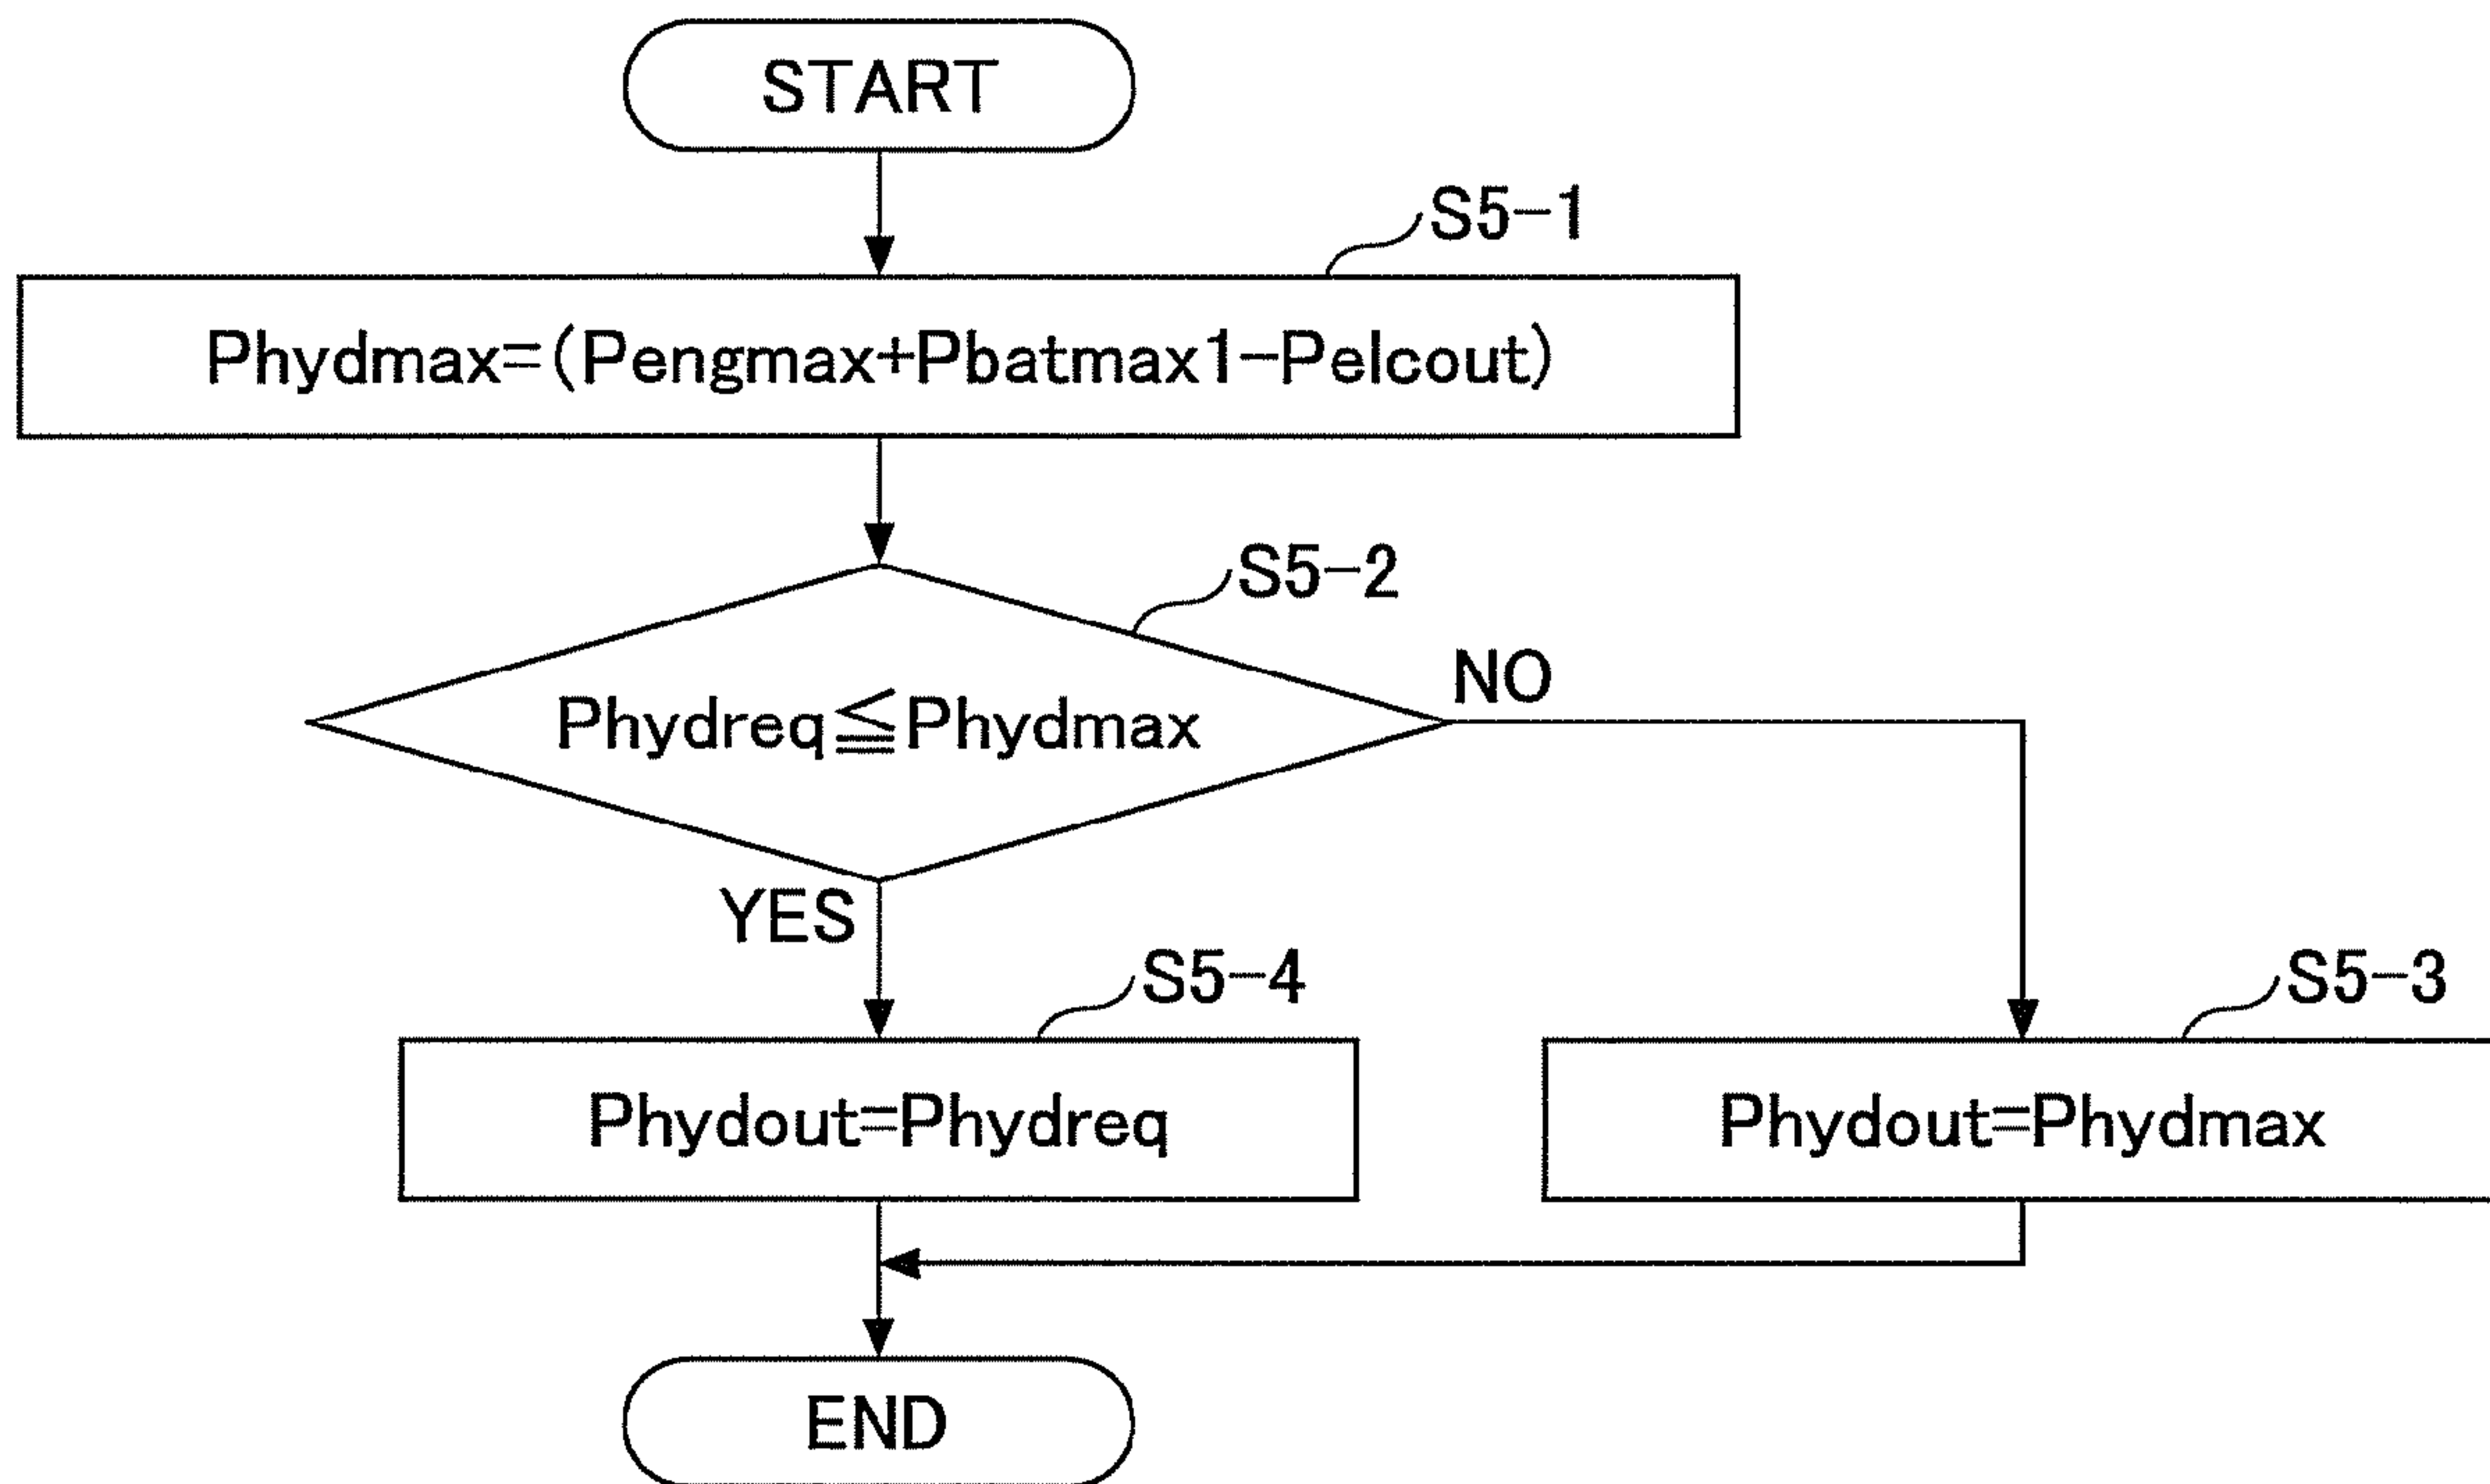 START
S5-1
Phydmax=(Pengmax+Pbatmax1-Pelcout)
S5-2
Phydreq≦Phydmax
NO
YES
S5-4
Phydout=Phydreq
S5-3
Phydout=Phydmax
END